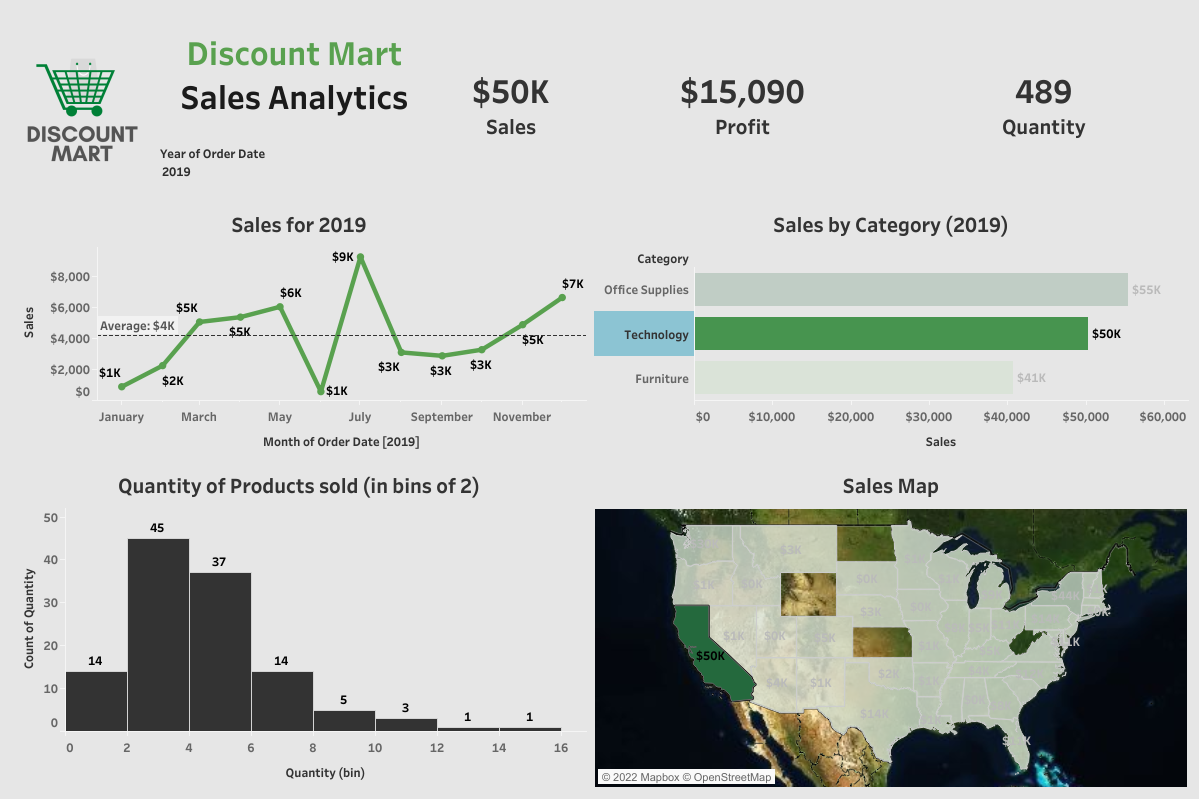 Discount Mart
Sales Analytics
DISCOUNT
MART
Year of Order Date
2019
$50K
Sales
$15,090
Profit
489
Quantity
Sales for 2019
Sales
$8,000
$6,000
$4,000
$2,000
$0
Average: $4K
$1K
$2K
$5K
$5K
$6K
$1K
$9K
$3K
$3K
$3K
$5K
$7K
January
March
May
July
September
November
Month of Order Date [2019]
Sales by Category (2019)
Category
Office Supplies
$55K
Technology
$50K
Furniture
$41K
$0
$10,000
$20,000
$30,000
$40,000
$50,000
$60,000
Sales
Quantity of Products sold (in bins of 2)
Count of Quantity
50
40
30
20
10
0
14
45
37
14
5
3
1
1
0
2
4
6
8
10
12
14
16
Quantity (bin)
Sales Map
$3K
$0K
$0K
$3K
$44K
$1K
$0K
$50K
$4K
$1K
$2K
$14K
© 2022 Mapbox © OpenStreetMap